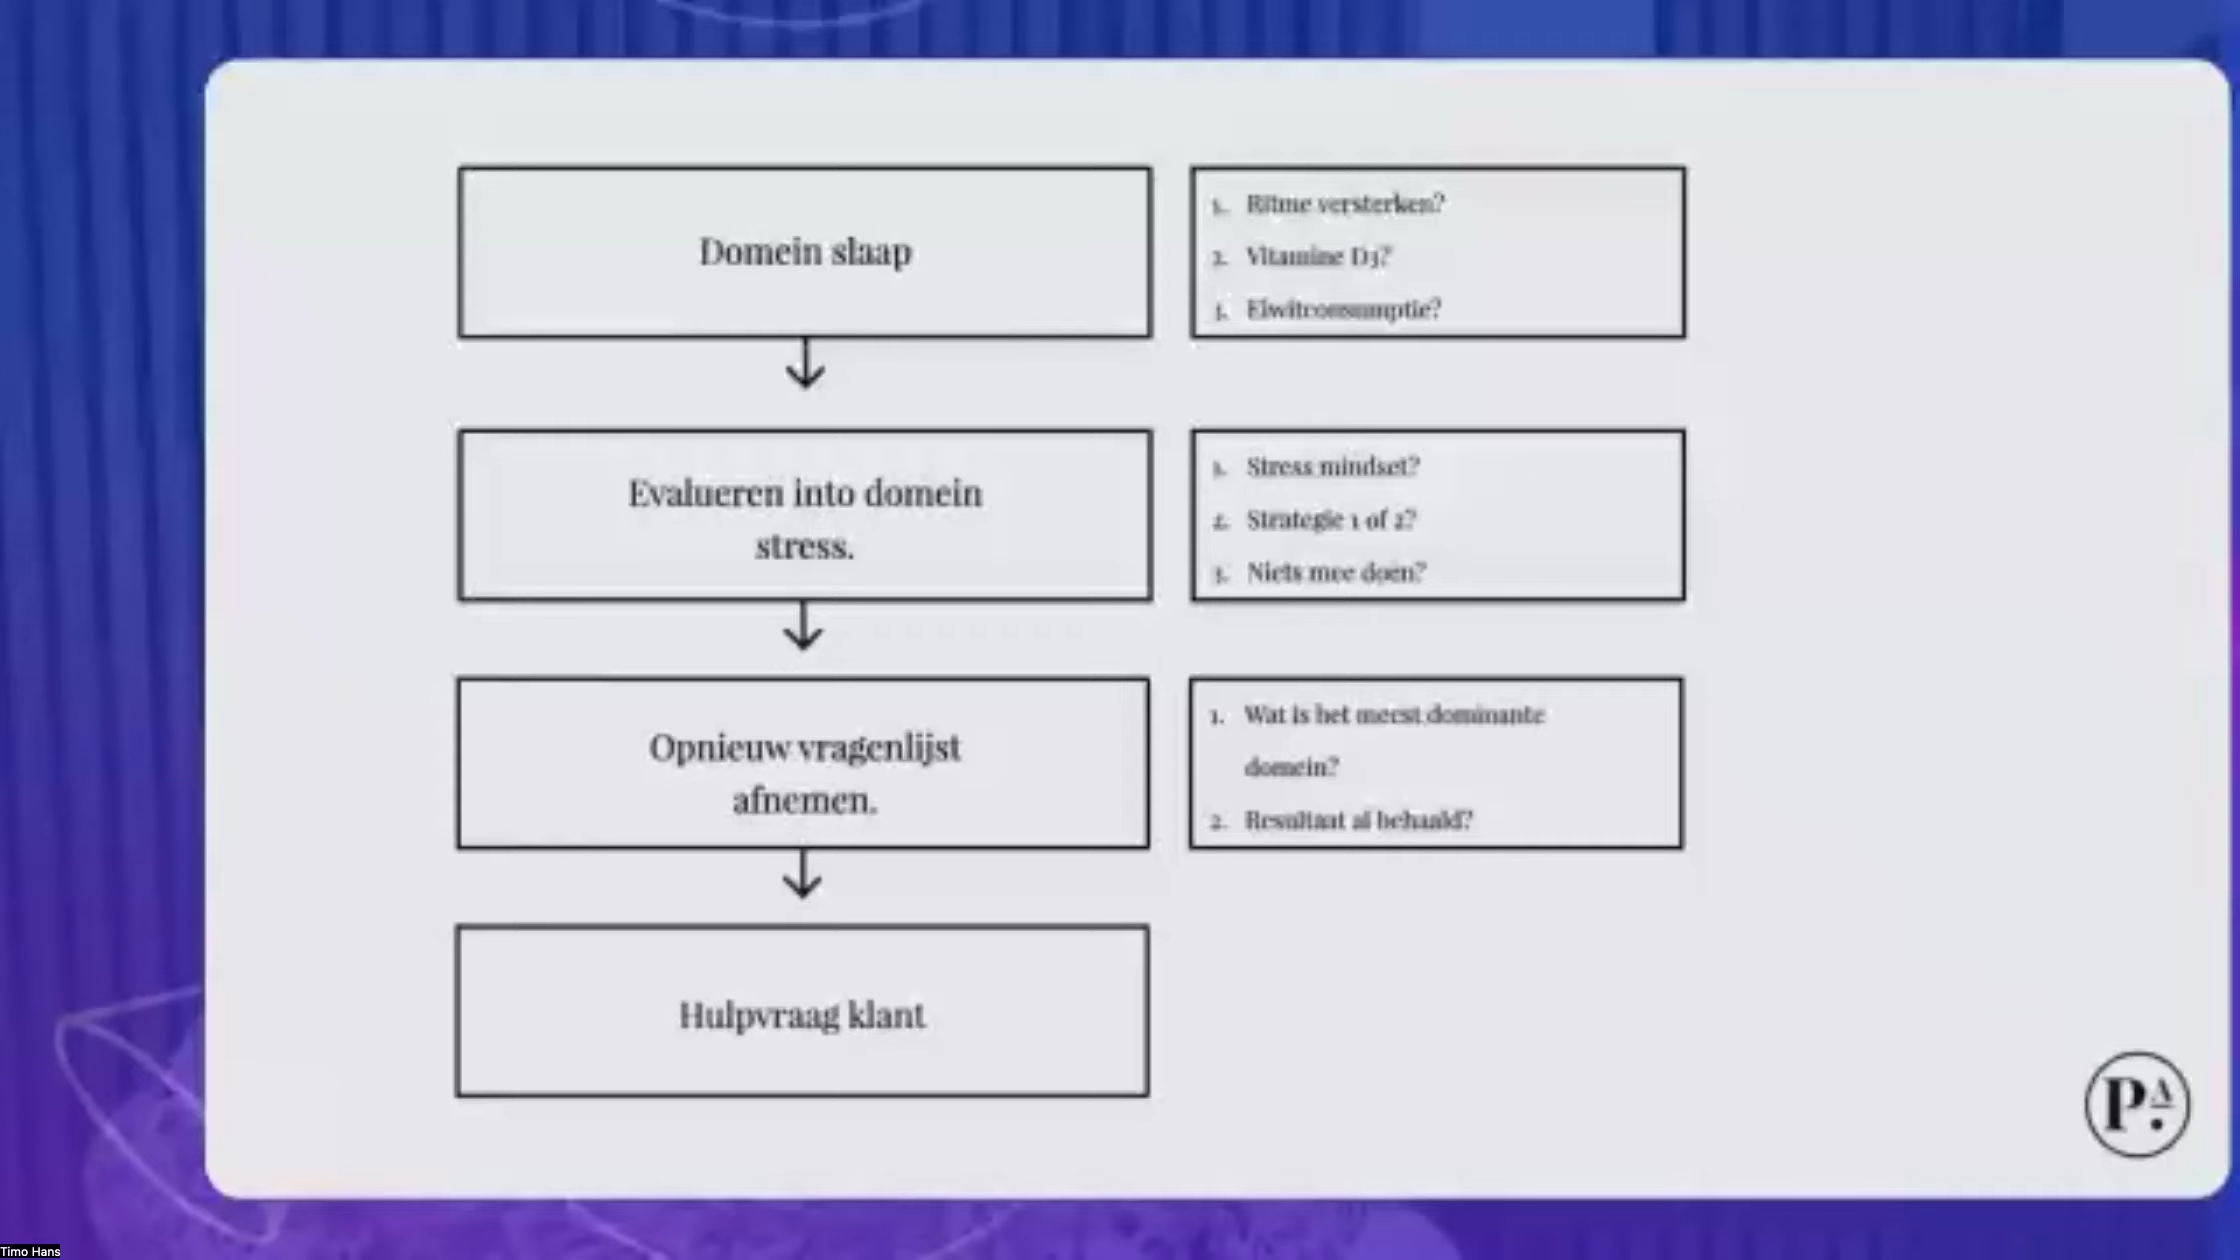 Domein slaap
1. Ritme versterken?
2. Vitamine D3?
3. Eiwitconsumptie?
Evalueren into domein
stress.
1. Stress mindset?
2. Strategie 1 of 2?
3. Niets mee doen?
Opnieuw vragenlijst
afnemen.
1. Wat is het meest dominante
domein?
2. Resultaat al behaald?
Hulpvraag klant
PA
Timo Hans